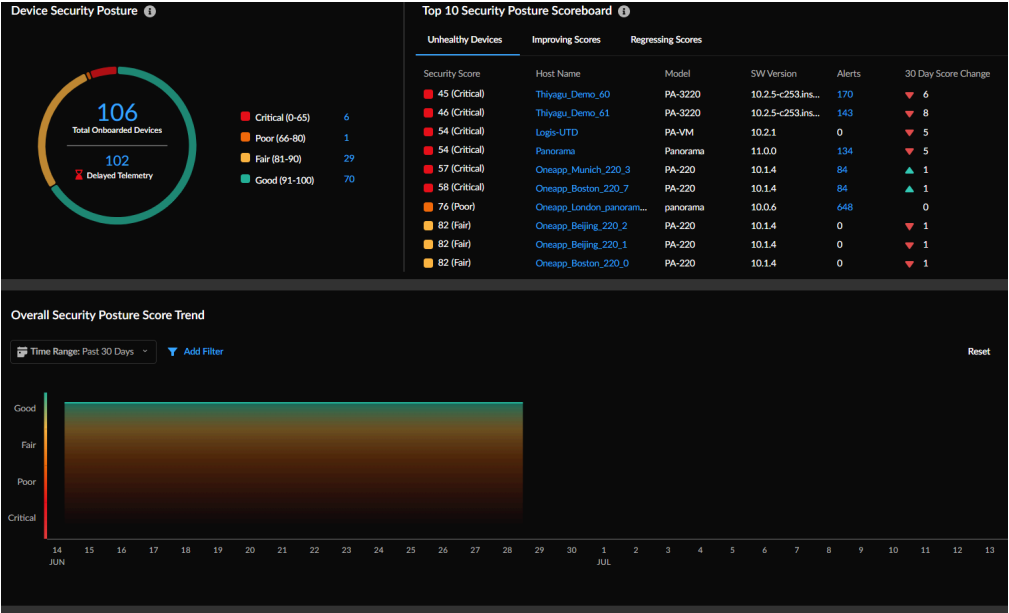 Device Security Posture
106
Total Onboarded Devices
102
Delayed Telemetry
Critical (0-65) 6
Poor (66-80) 1
Fair (81-90) 29
Good (91-100) 70
Top 10 Security Posture Scoreboard
Unhealthy Devices Improving Scores Regressing Scores
Security Score Host Name Model SW Version Alerts 30 Day Score Change
45 (Critical) Thiyagu_Demo_60 PA-3220 10.2.5-c253.ins... 170 6
46 (Critical) Thiyagu_Demo_61 PA-3220 10.2.5-c253.ins... 143 8
54 (Critical) Logis-UTD PA-VM 10.2.1 0 5
54 (Critical) Panorama Panorama 11.0.0 134 5
57 (Critical) Oneapp_Munich_220_3 PA-220 10.1.4 84 1
58 (Critical) Oneapp_Boston_220_7 PA-220 10.1.4 84 1
76 (Poor) Oneapp_London_panoram... panorama 10.0.6 648 0
82 (Fair) Oneapp_Beijing_220_2 PA-220 10.1.4 0 1
82 (Fair) Oneapp_Beijing_220_1 PA-220 10.1.4 0 1
82 (Fair) Oneapp_Boston_220_0 PA-220 10.1.4 0 1
Overall Security Posture Score Trend
Time Range: Past 30 Days Add Filter Reset
Good
Fair
Poor
Critical
14 15 16 17 18 19 20 21 22 23 24 25 26 27 28 29 30 1 2 3 4 5 6 7 8 9 10 11 12 13
JUN JUL